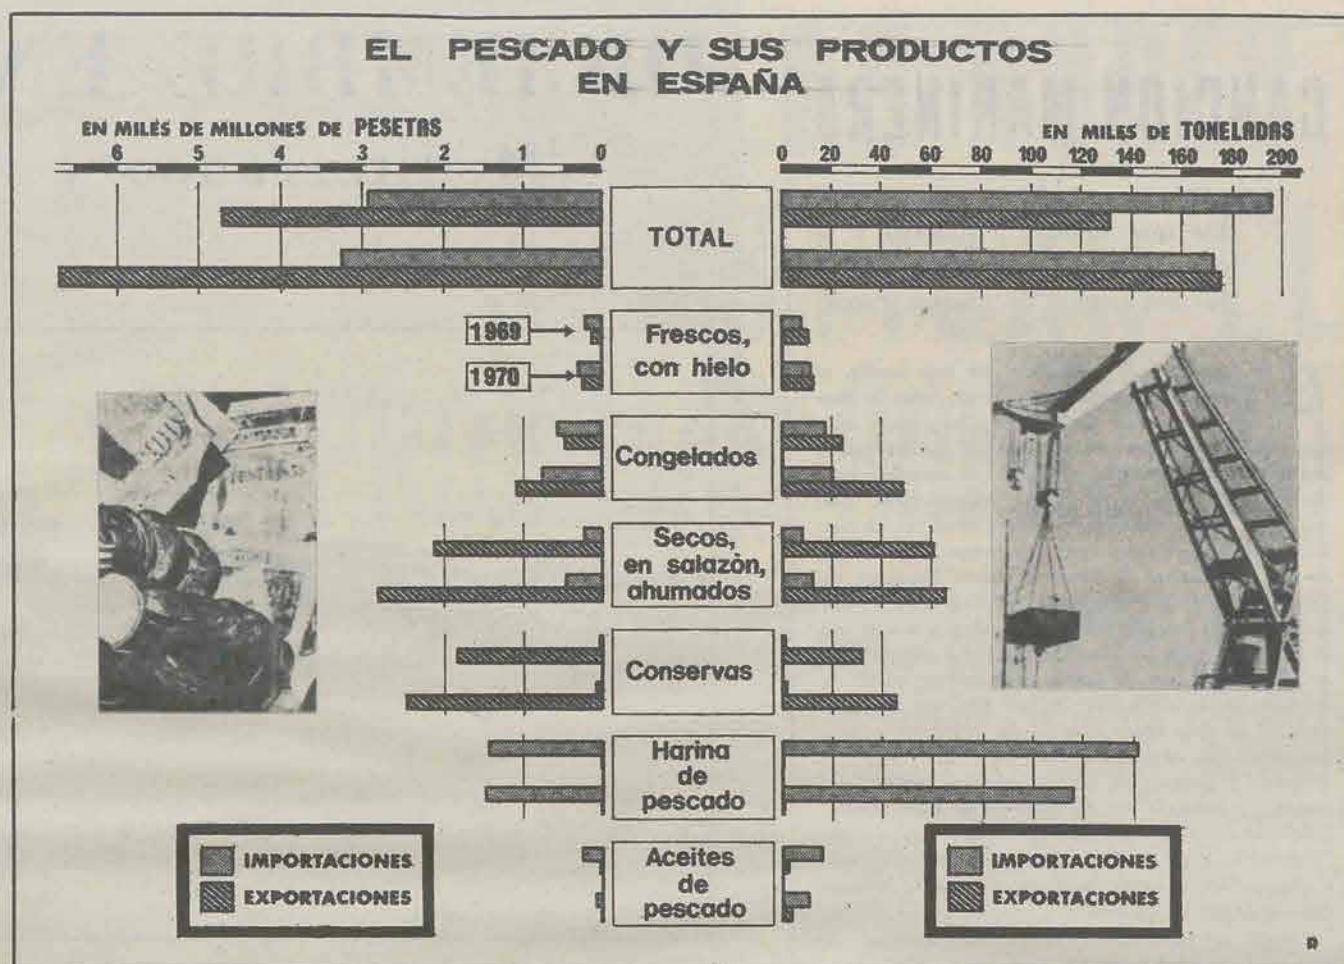 EL PESCADO Y SUS PRODUCTOS
EN ESPAÑA
EN MILES DE MILLONES DE PESETAS
6 5 4 3 2 1 0
EN MILES DE TONELADAS
0 20 40 60 80 100 120 140 160 180 200
TOTAL
1969
1970
Frescos,
con hielo
Congelados
Secos,
en salazòn,
ahumados
Conservas
Harina
de
pescado
Aceites
de
pescado
IMPORTACIONES
EXPORTACIONES
IMPORTACIONES
EXPORTACIONES